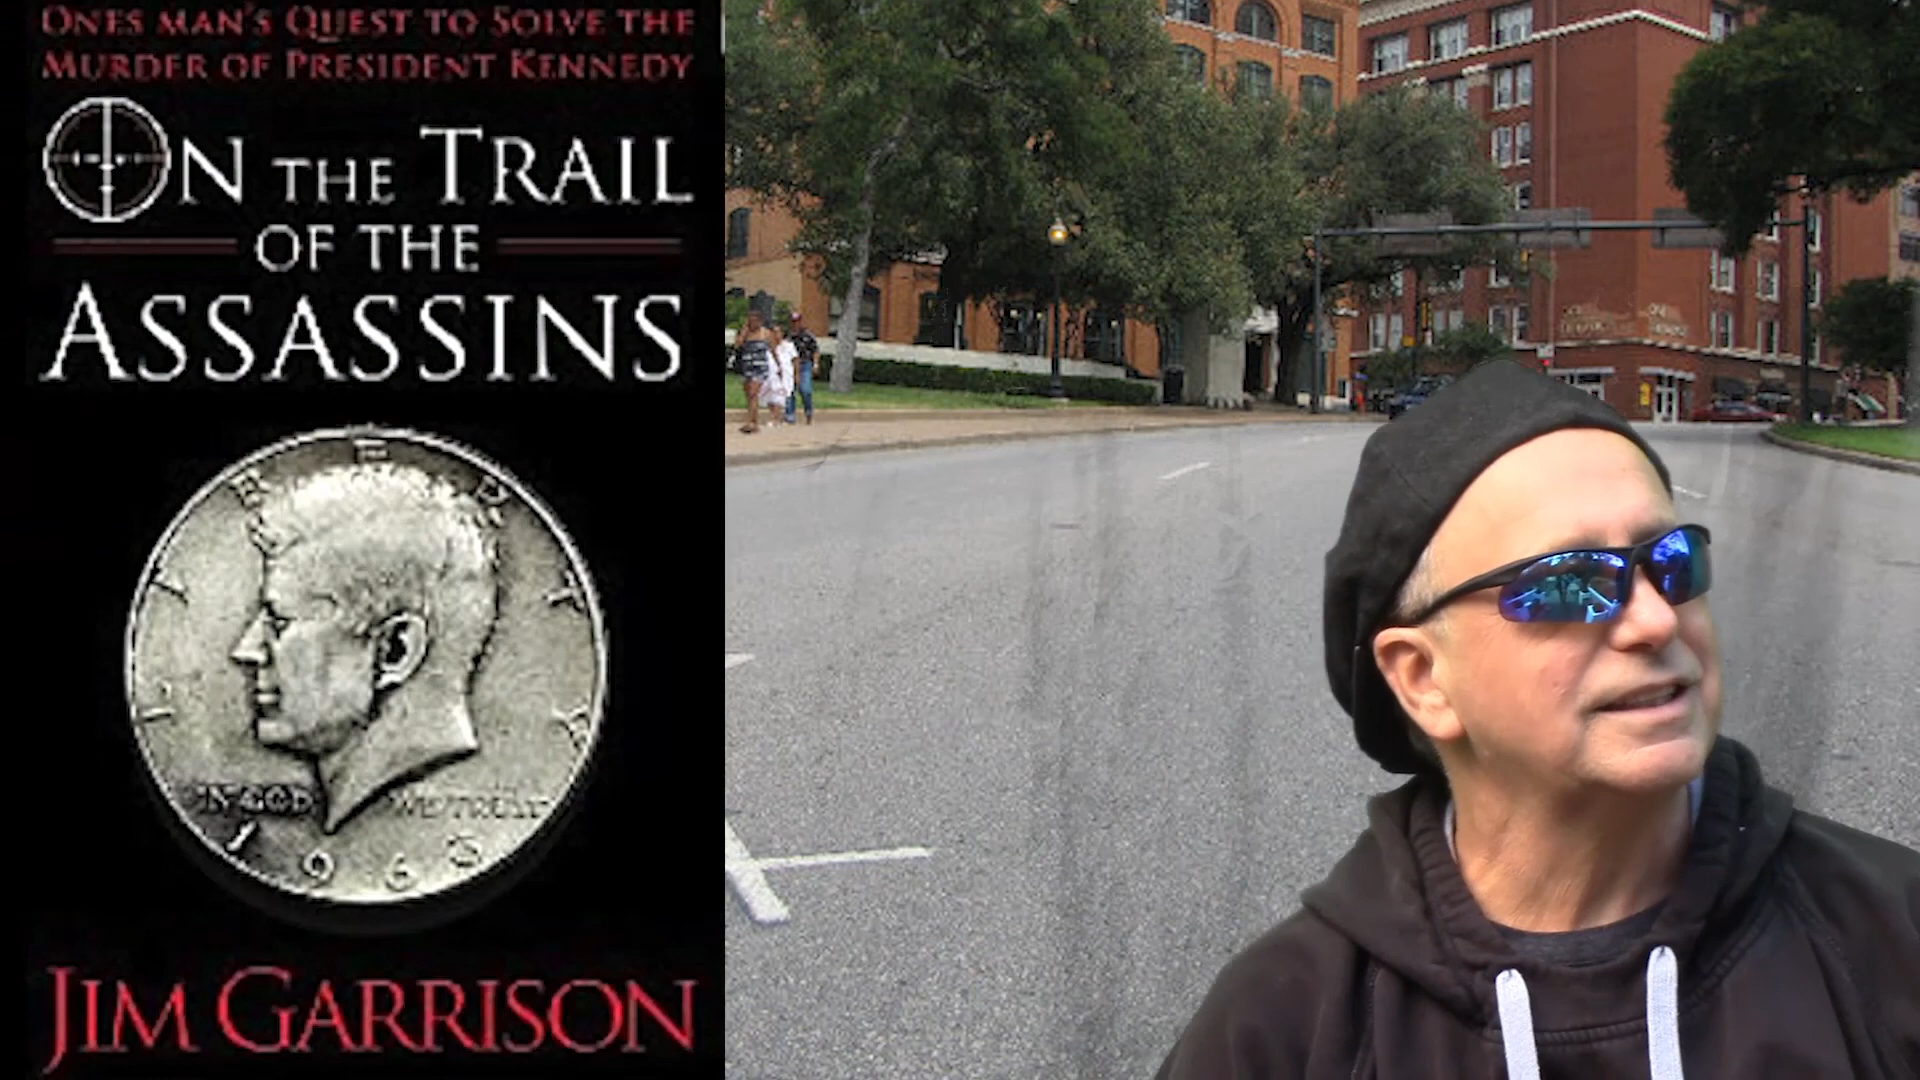 ONES MAN'S QUEST TO SOLVE THE
MURDER OF PRESIDENT KENNEDY
ON THE TRAIL
OF THE
ASSASSINS
IN GOD WE TRUST
JIM GARRISON